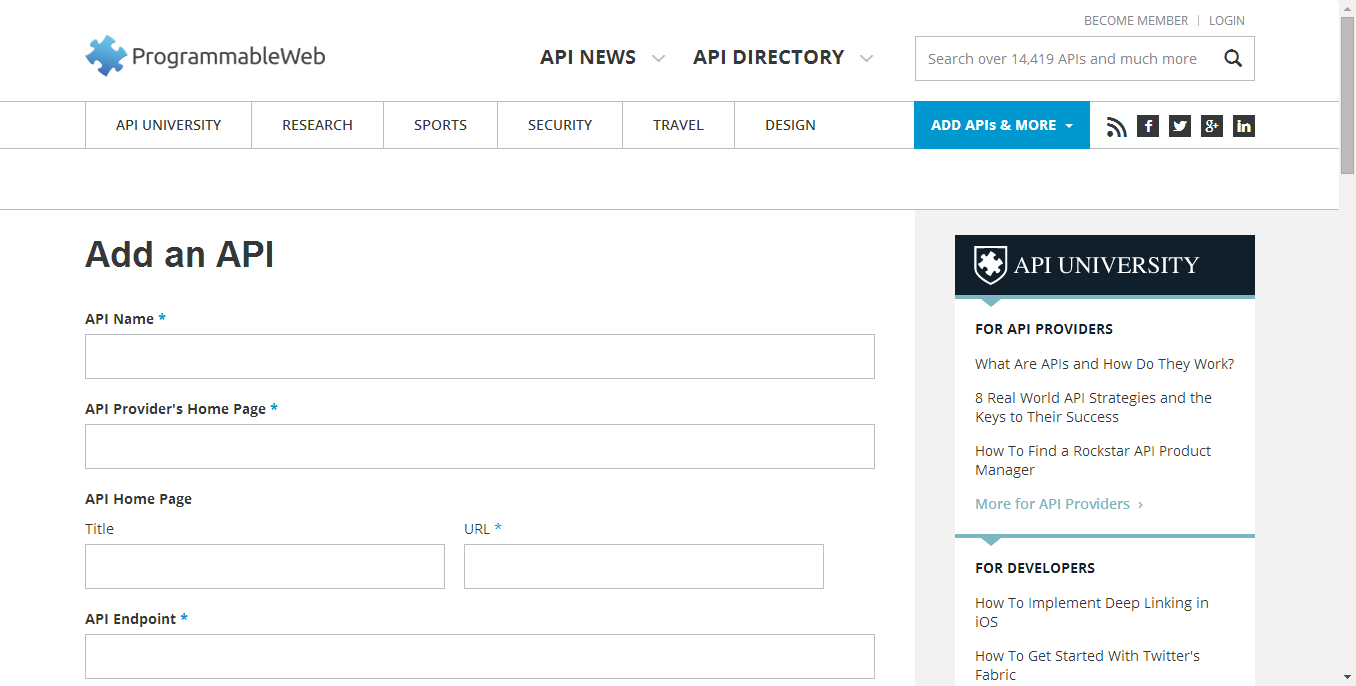 BECOME MEMBER | LOGIN
ProgrammableWeb
API NEWS
API DIRECTORY
Search over 14,419 APIs and much more
API UNIVERSITY
RESEARCH
SPORTS
SECURITY
TRAVEL
DESIGN
ADD APIs & MORE
Add an API
API Name *
API Provider's Home Page *
API Home Page
Title
URL *
API Endpoint *
API UNIVERSITY
FOR API PROVIDERS
What Are APIs and How Do They Work?
8 Real World API Strategies and the
Keys to Their Success
How To Find a Rockstar API Product
Manager
More for API Providers ›
FOR DEVELOPERS
How To Implement Deep Linking in
iOS
How To Get Started With Twitter's
Fabric